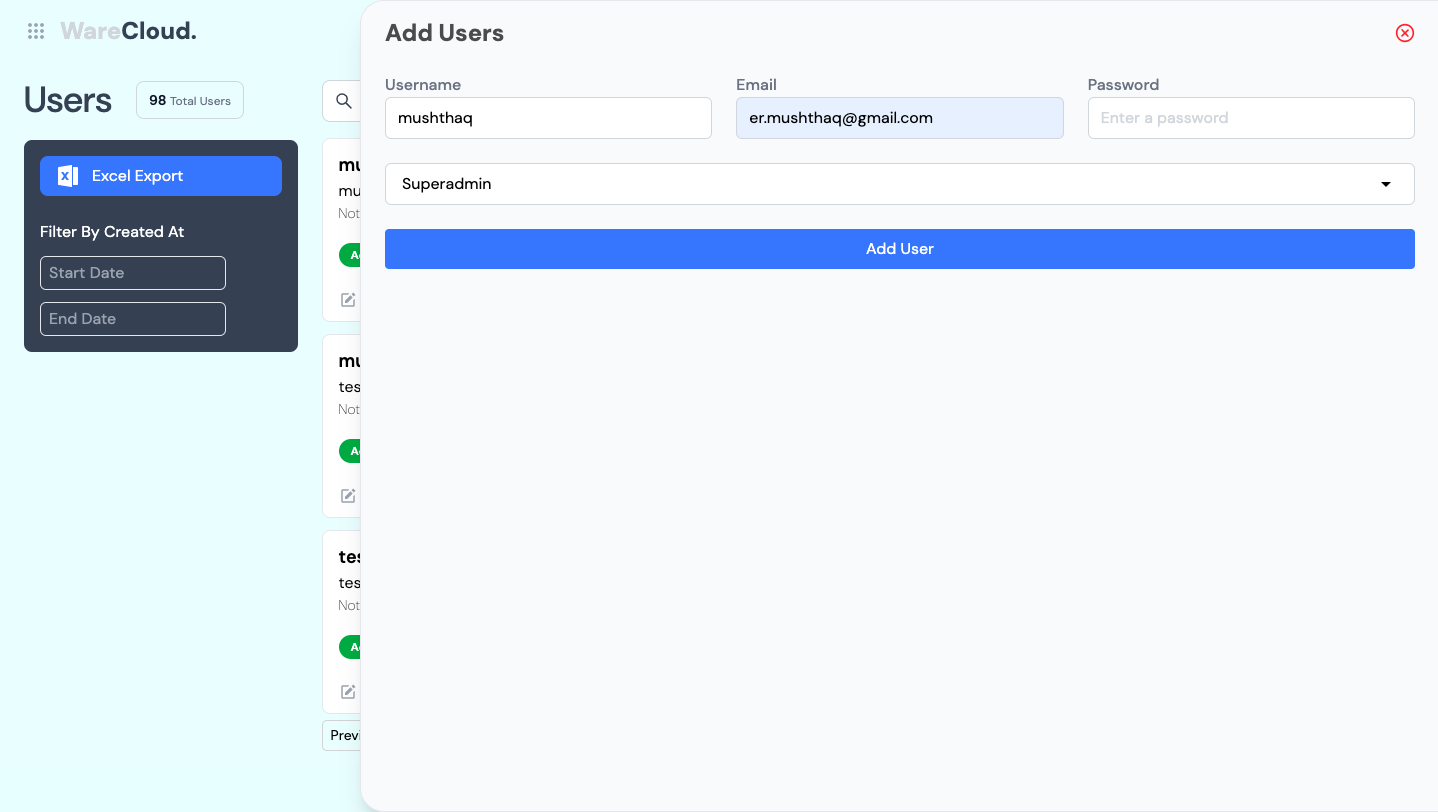 WareCloud.
Users
98 Total Users
Excel Export
Filter By Created At
Start Date
End Date
Add Users
Username
Email
Password
mushthaq
er.mushthaq@gmail.com
Enter a password
Superadmin
Add User
mu
mu
Not
mu
tes
Not
tes
tes
Not
Previ